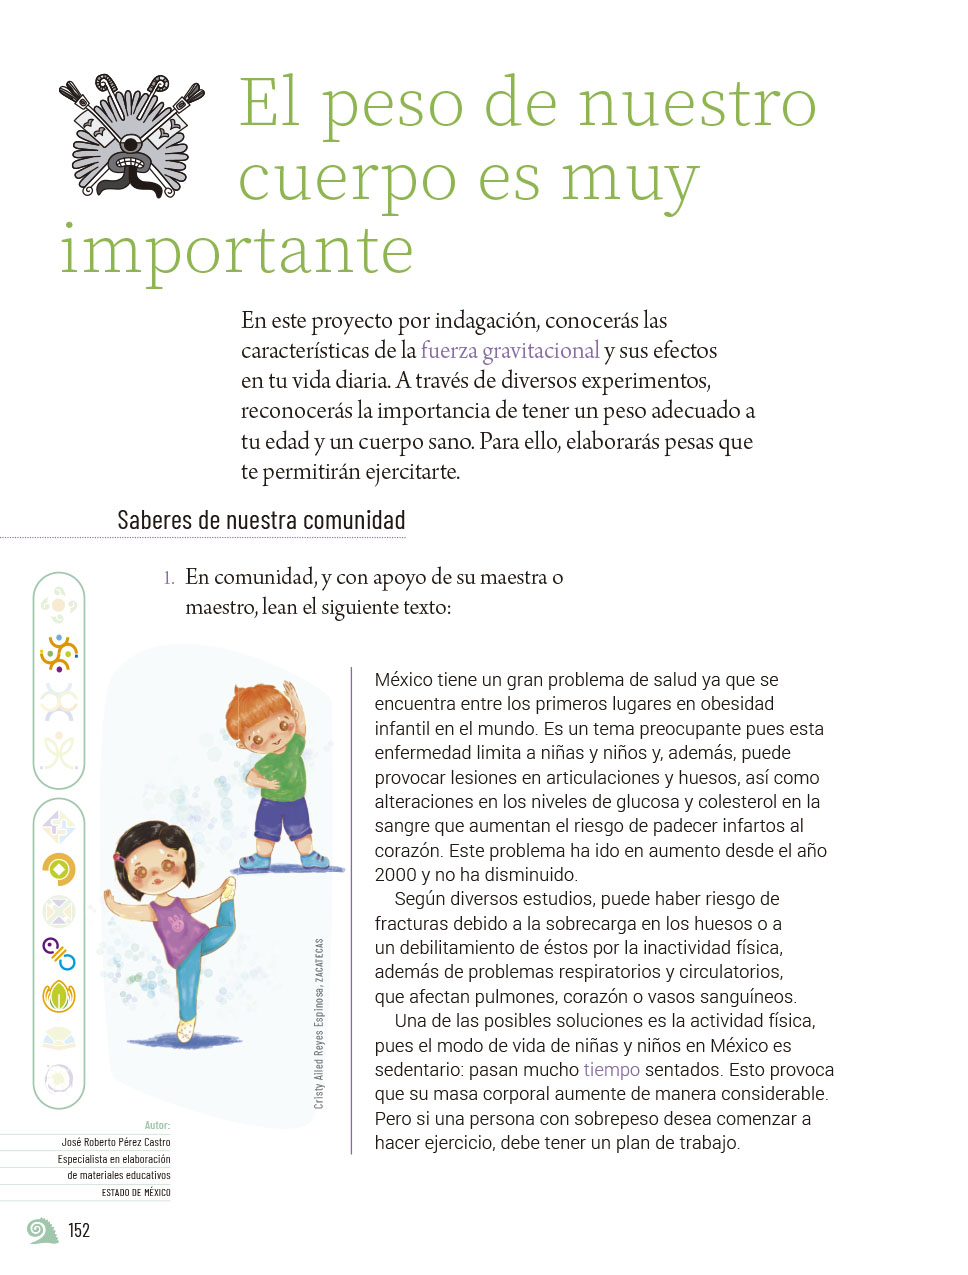 El peso de nuestro
cuerpo es muy
importante
En este proyecto por indagación, conocerás las
características de la fuerza gravitacional y sus efectos
en tu vida diaria. A través de diversos experimentos,
reconocerás la importancia de tener un peso adecuado a
tu edad y un cuerpo sano. Para ello, elaborarás pesas que
te permitirán ejercitarte.
Saberes de nuestra comunidad
1. En comunidad, y con apoyo de su maestra o
maestro, lean el siguiente texto:
México tiene un gran problema de salud ya que se
encuentra entre los primeros lugares en obesidad
infantil en el mundo. Es un tema preocupante pues esta
enfermedad limita a niñas y niños y, además, puede
provocar lesiones en articulaciones y huesos, así como
alteraciones en los niveles de glucosa y colesterol en la
sangre que aumentan el riesgo de padecer infartos al
corazón. Este problema ha ido en aumento desde el año
2000 y no ha disminuido.
Según diversos estudios, puede haber riesgo de
fracturas debido a la sobrecarga en los huesos o a
un debilitamiento de éstos por la inactividad física,
además de problemas respiratorios y circulatorios,
que afectan pulmones, corazón o vasos sanguíneos.
Una de las posibles soluciones es la actividad física,
pues el modo de vida de niñas y niños en México es
sedentario: pasan mucho tiempo sentados. Esto provoca
que su masa corporal aumente de manera considerable.
Pero si una persona con sobrepeso desea comenzar a
hacer ejercicio, debe tener un plan de trabajo.
Cristy Ailed Reyes Espinosa, ZACATECAS
Autor:
José Roberto Pérez Castro
Especialista en elaboración
de materiales educativos
ESTADO DE MÉXICO
152